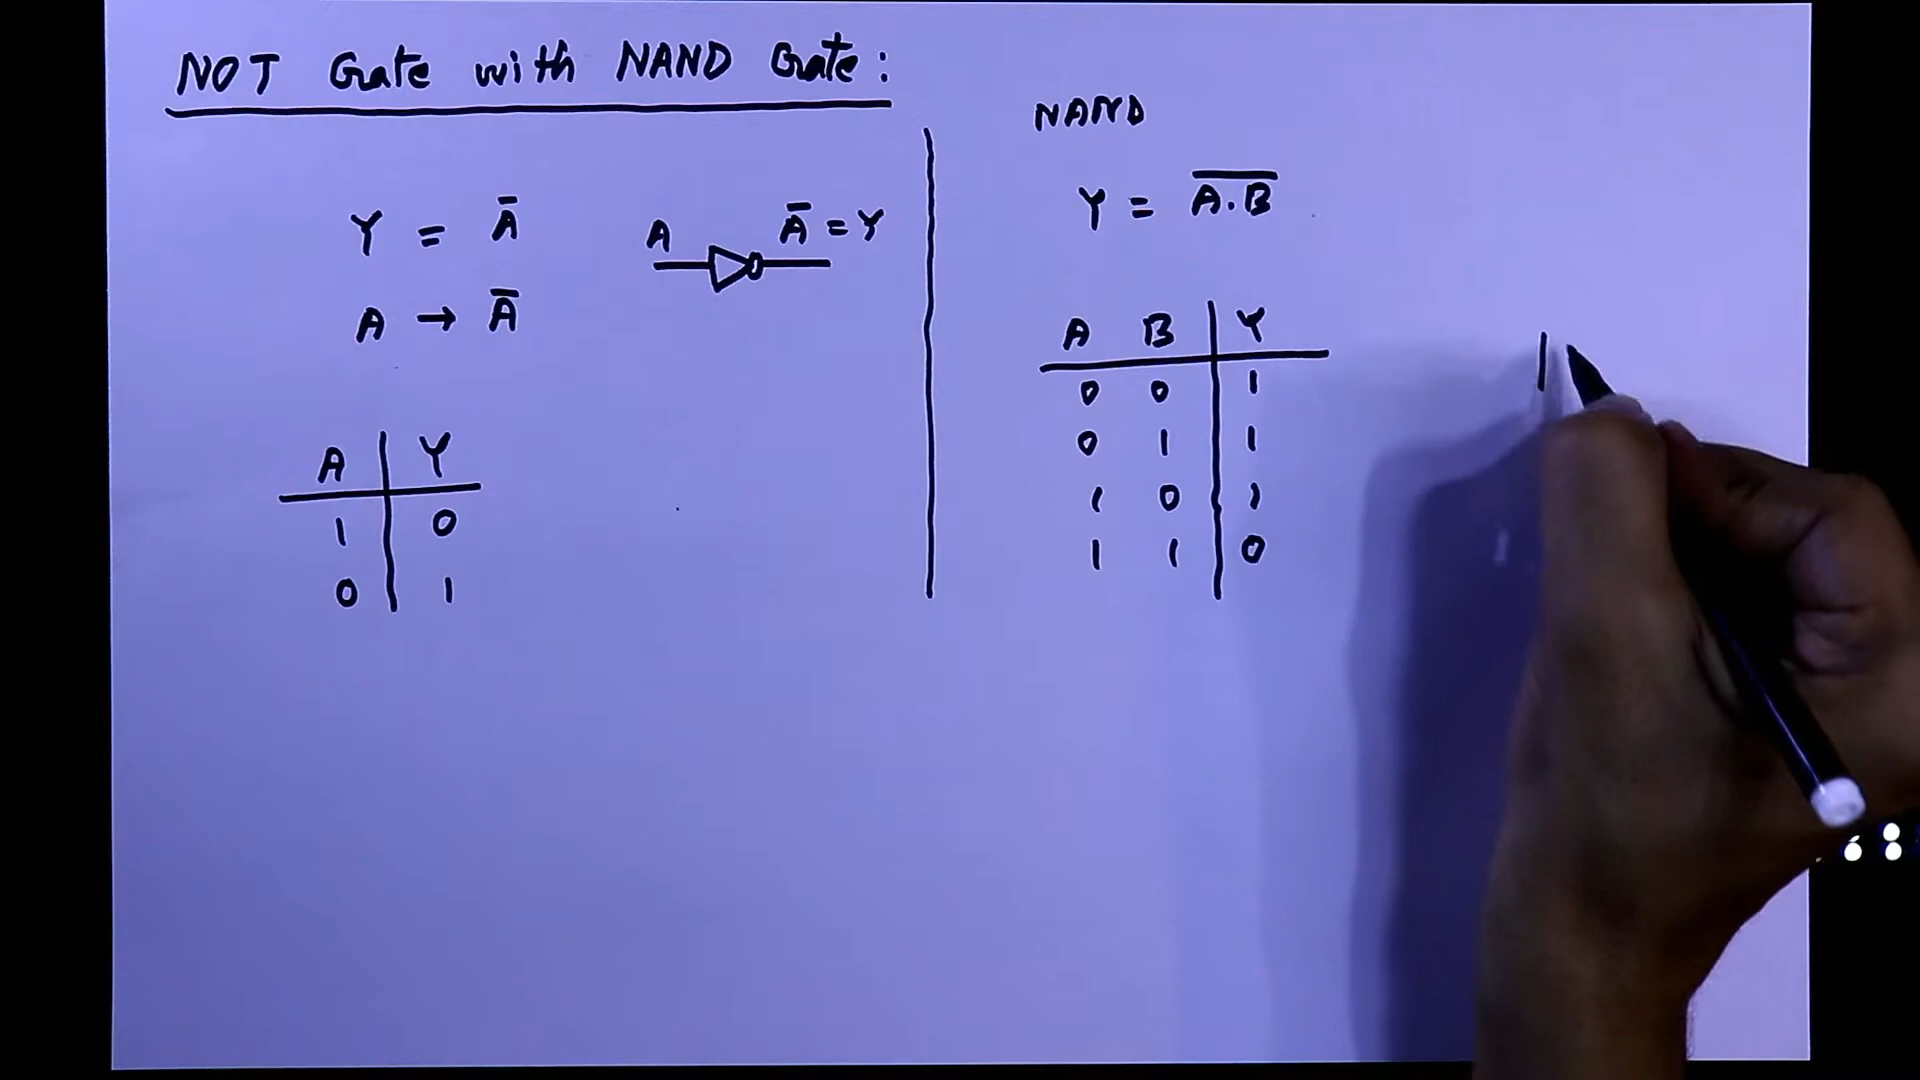 NOT Gate with NAND Gate:
Y = Ā
A → Ā
A Ā = Y
A Y
1 0
0 1
NAND
Y = A̅.̅B̅
A B Y
0 0 1
0 1 1
1 0 1
1 1 0